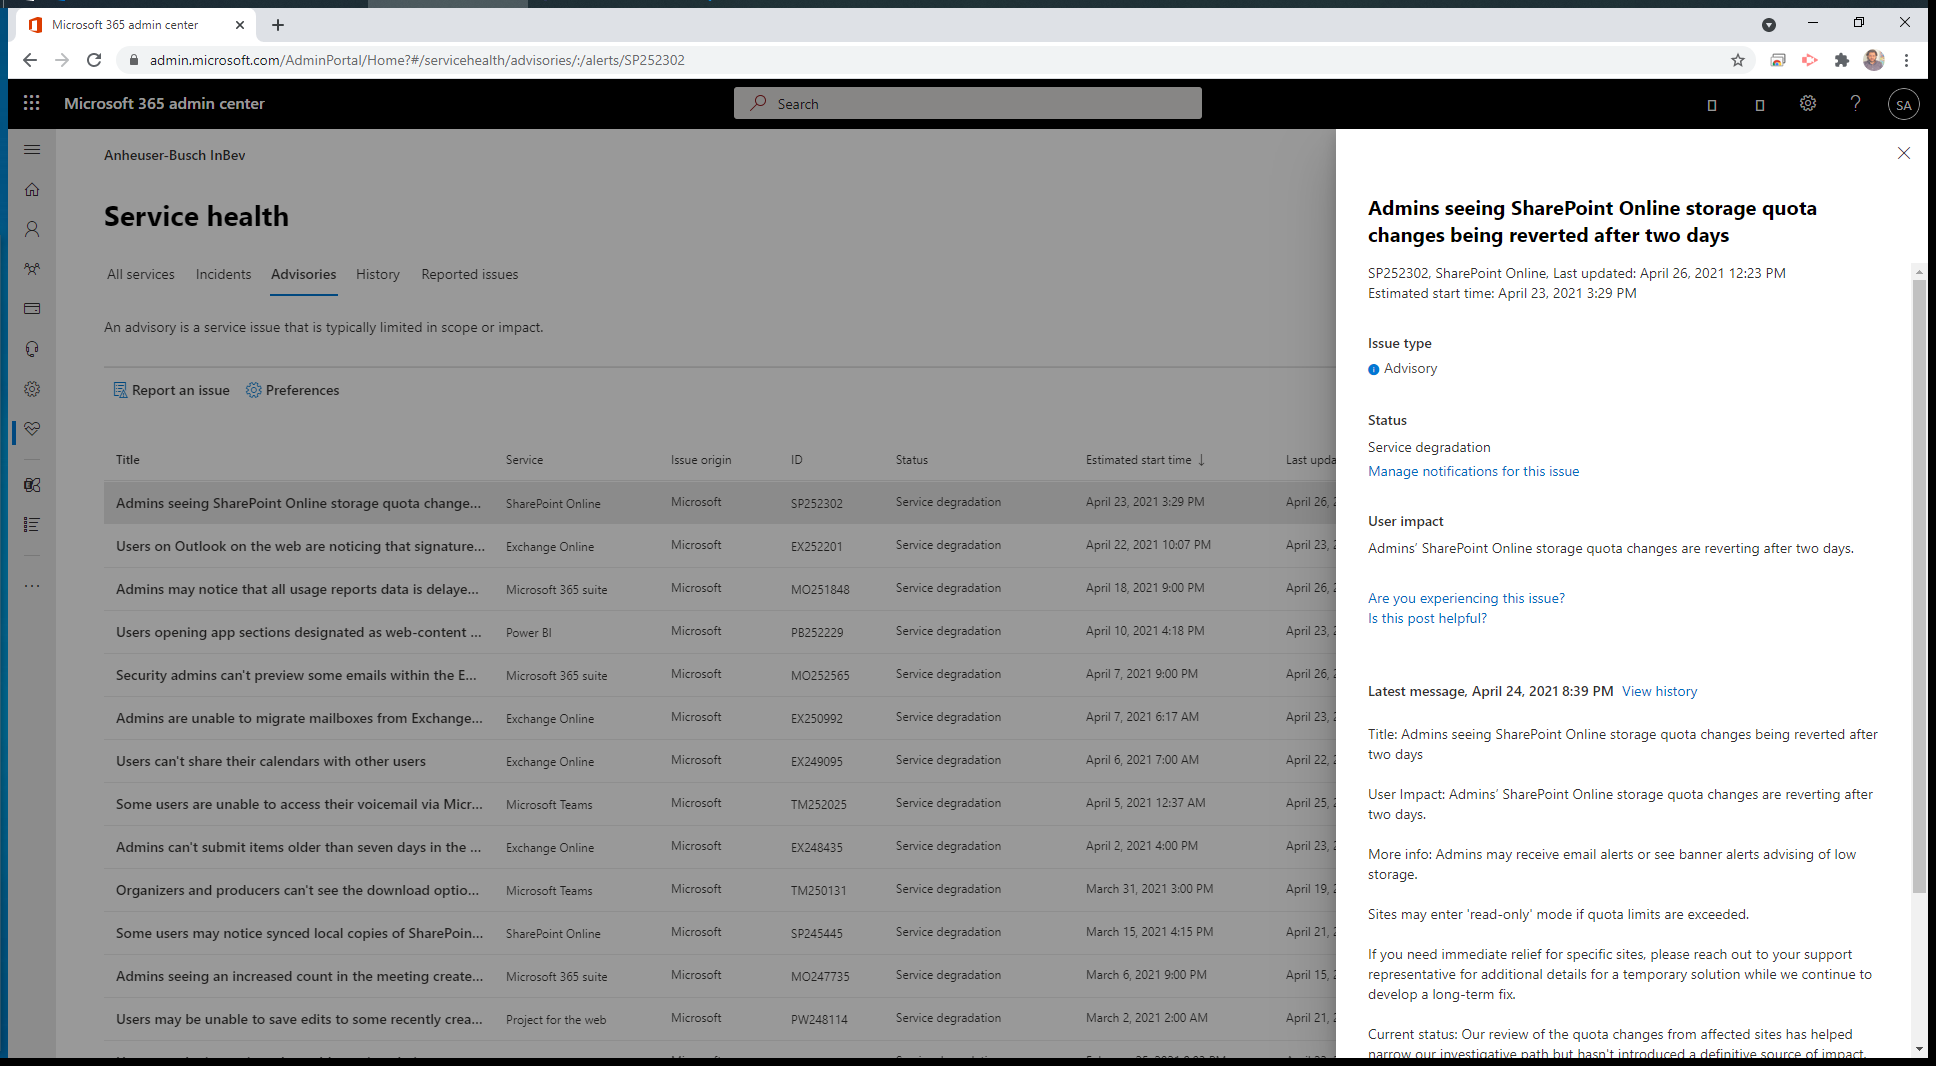 Microsoft 365 admin center
admin.microsoft.com/AdminPortal/Home?#/servicehealth/advisories/:/alerts/SP252302
Microsoft 365 admin center
Search
SA
Anheuser-Busch InBev
Service health
All services Incidents Advisories History Reported issues
An advisory is a service issue that is typically limited in scope or impact.
Report an issue Preferences
Title Service Issue origin ID Status Estimated start time ↓ Last upda
Admins seeing SharePoint Online storage quota change... SharePoint Online Microsoft SP252302 Service degradation April 23, 2021 3:29 PM April 26, 2
Users on Outlook on the web are noticing that signature... Exchange Online Microsoft EX252201 Service degradation April 22, 2021 10:07 PM April 23, 2
Admins may notice that all usage reports data is delaye... Microsoft 365 suite Microsoft MO251848 Service degradation April 18, 2021 9:00 PM April 26, 2
Users opening app sections designated as web-content ... Power BI Microsoft PB252229 Service degradation April 10, 2021 4:18 PM April 23, 2
Security admins can't preview some emails within the E... Microsoft 365 suite Microsoft MO252565 Service degradation April 7, 2021 9:00 PM April 26, 2
Admins are unable to migrate mailboxes from Exchange... Exchange Online Microsoft EX250992 Service degradation April 7, 2021 6:17 AM April 23, 2
Users can't share their calendars with other users Exchange Online Microsoft EX249095 Service degradation April 6, 2021 7:00 AM April 22, 2
Some users are unable to access their voicemail via Micr... Microsoft Teams Microsoft TM252025 Service degradation April 5, 2021 12:37 AM April 25, 2
Admins can't submit items older than seven days in the ... Exchange Online Microsoft EX248435 Service degradation April 2, 2021 4:00 PM April 23, 2
Organizers and producers can't see the download optio... Microsoft Teams Microsoft TM250131 Service degradation March 31, 2021 3:00 PM April 19, 2
Some users may notice synced local copies of SharePoin... SharePoint Online Microsoft SP245445 Service degradation March 15, 2021 4:15 PM April 21, 2
Admins seeing an increased count in the meeting create... Microsoft 365 suite Microsoft MO247735 Service degradation March 6, 2021 9:00 PM April 15, 2
Users may be unable to save edits to some recently crea... Project for the web Microsoft PW248114 Service degradation March 2, 2021 2:00 AM April 21, 2
Admins seeing SharePoint Online storage quota
changes being reverted after two days
SP252302, SharePoint Online, Last updated: April 26, 2021 12:23 PM
Estimated start time: April 23, 2021 3:29 PM
Issue type
Advisory
Status
Service degradation
Manage notifications for this issue
User impact
Admins’ SharePoint Online storage quota changes are reverting after two days.
Are you experiencing this issue?
Is this post helpful?
Latest message, April 24, 2021 8:39 PM View history
Title: Admins seeing SharePoint Online storage quota changes being reverted after
two days
User Impact: Admins’ SharePoint Online storage quota changes are reverting after
two days.
More info: Admins may receive email alerts or see banner alerts advising of low
storage.
Sites may enter 'read-only' mode if quota limits are exceeded.
If you need immediate relief for specific sites, please reach out to your support
representative for additional details for a temporary solution while we continue to
develop a long-term fix.
Current status: Our review of the quota changes from affected sites has helped
narrow our investigative path but hasn't introduced a definitive source of impact.